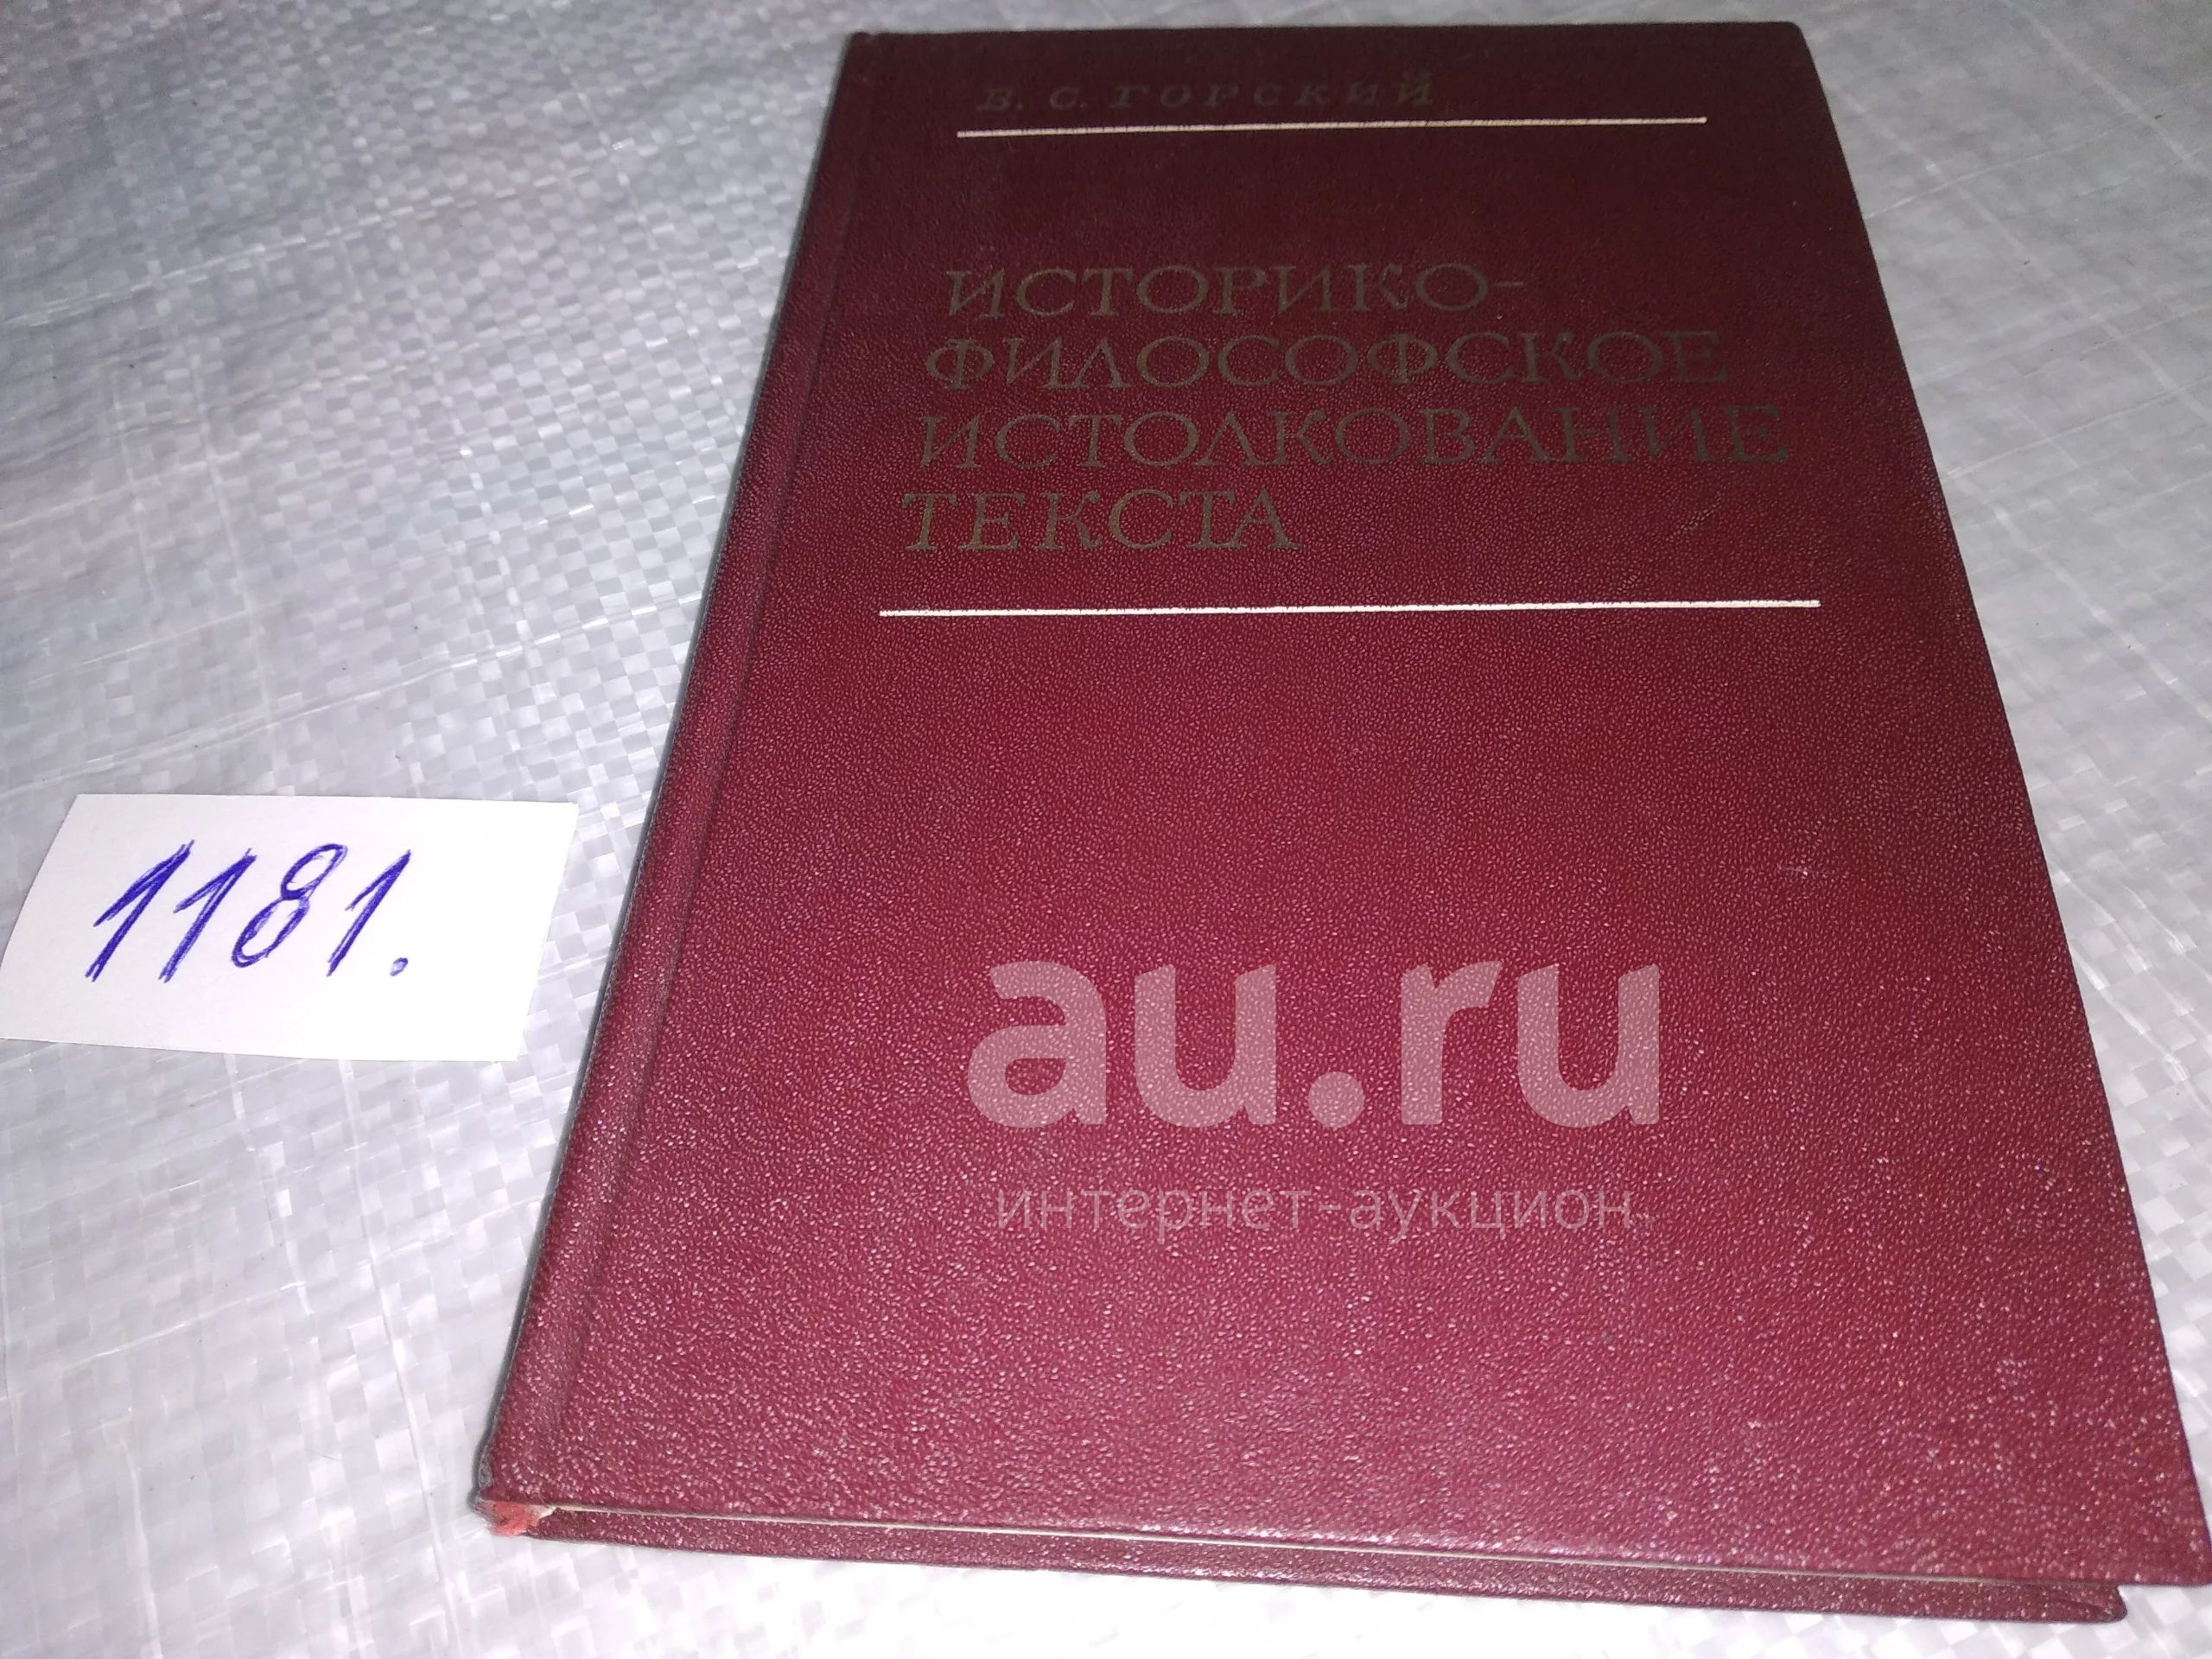 В. С. ГОРСКИЙ
ИСТОРИКО-
ФИЛОСОФСКОЕ
ИСТОЛКОВАНИЕ
ТЕКСТА
1181.
au.ru
интернет-аукцион